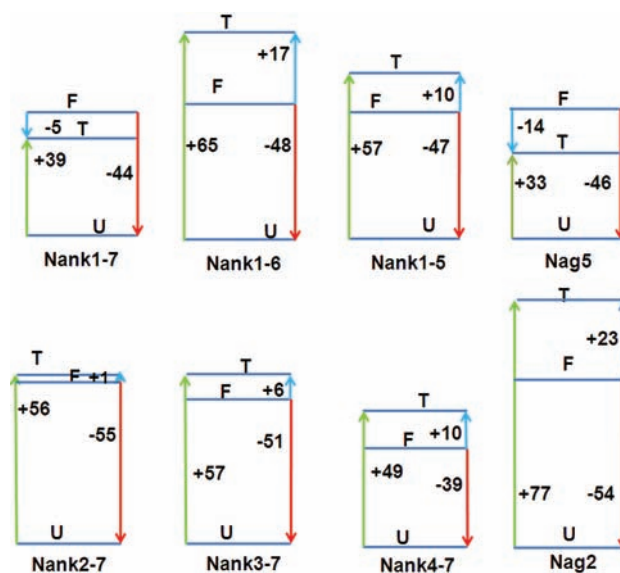 T
+17
F
+65
-48
U
Nank1-6
F
-5
T
+39
-44
U
Nank1-7
T
+10
F
+57
-47
U
Nank1-5
F
-14
T
+33
-46
U
Nag5
T
F
+1
+56
-55
U
Nank2-7
T
+6
F
-51
+57
U
Nank3-7
T
F
+10
+49
-39
U
Nank4-7
T
+23
F
+77
-54
U
Nag2